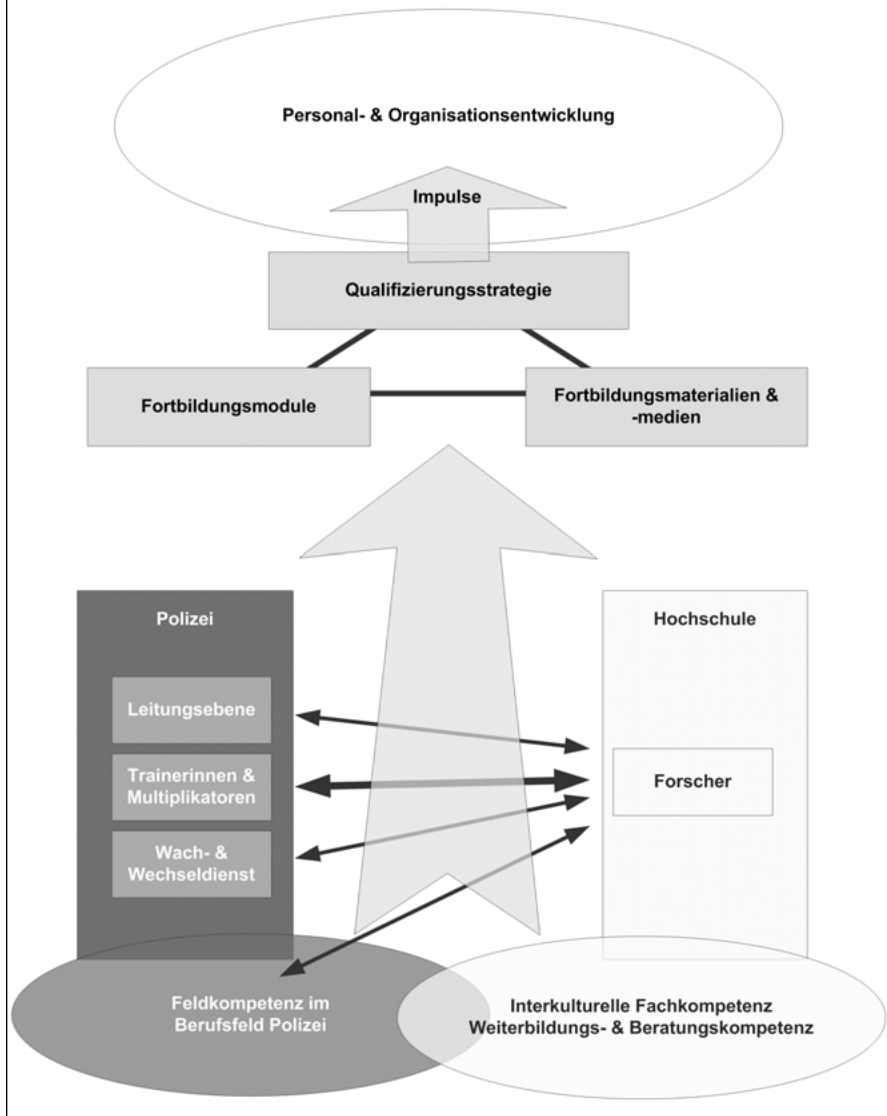 Personal- & Organisationsentwicklung
Impulse
Qualifizierungsstrategie
Fortbildungsmodule
Fortbildungsmaterialien &
-medien
Polizei
Hochschule
Leitungsebene
Trainerinnen &
Multiplikatoren
Forscher
Wach- &
Wechseldienst
Feldkompetenz im
Berufsfeld Polizei
Interkulturelle Fachkompetenz
Weiterbildungs- & Beratungskompetenz